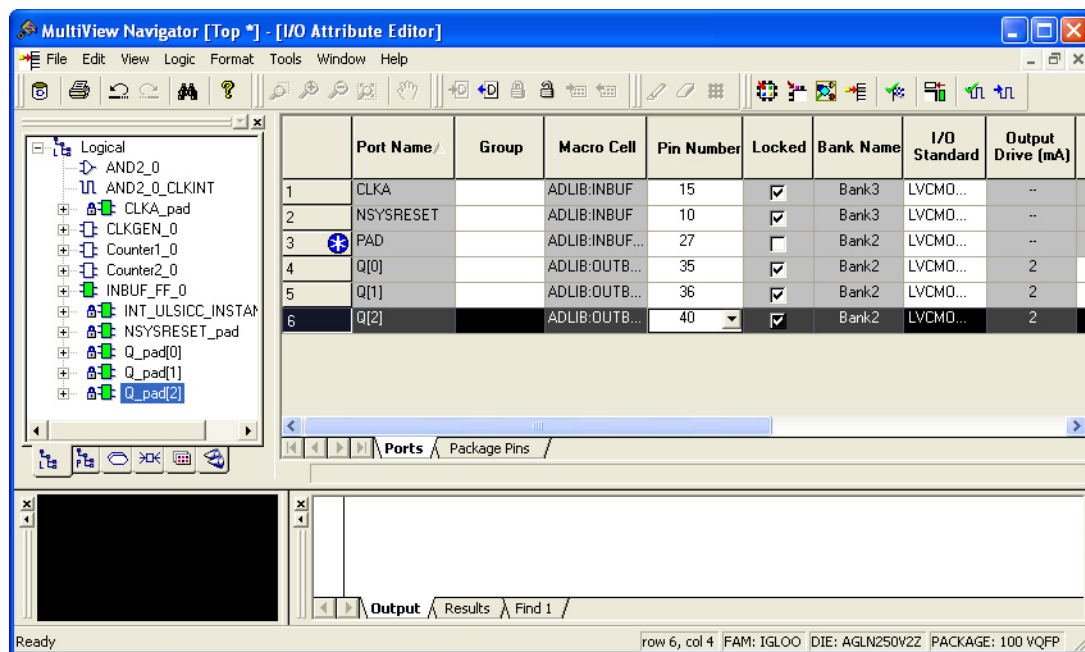 MultiView Navigator [Top *] - [I/O Attribute Editor]
File Edit View Logic Format Tools Window Help
Logical
AND2_0
AND2_0_CLKINT
CLKA_pad
CLKGEN_0
Counter1_0
Counter2_0
INBUF_FF_0
INT_ULSICC_INSTAN
NSYSRESET_pad
Q_pad[0]
Q_pad[1]
Q_pad[2]
Port Name Group Macro Cell Pin Number Locked Bank Name I/O Standard Output Drive (mA)
1 CLKA ADLIB:INBUF 15 Bank3 LVCMO... --
2 NSYSRESET ADLIB:INBUF 10 Bank3 LVCMO... --
3 PAD ADLIB:INBUF... 27 Bank2 LVCMO... --
4 Q[0] ADLIB:OUTB... 35 Bank2 LVCMO... 2
5 Q[1] ADLIB:OUTB... 36 Bank2 LVCMO... 2
6 Q[2] ADLIB:OUTB... 40 Bank2 LVCMO... 2
Ports Package Pins
Output Results Find 1
Ready row 6, col 4 FAM: IGLOO DIE: AGLN250V2Z PACKAGE: 100 VQFP